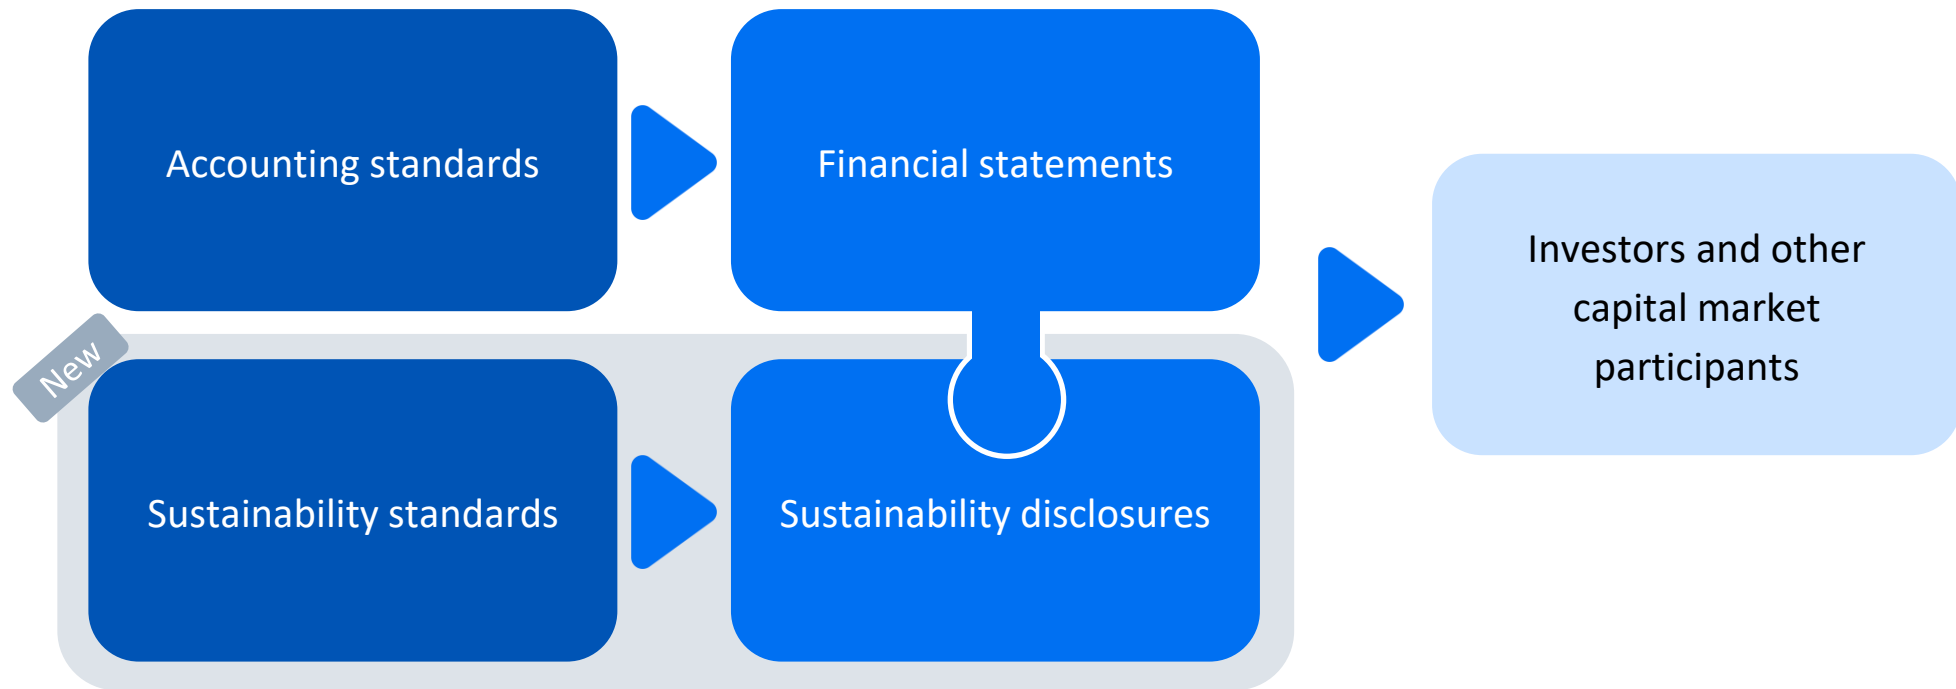 Accounting standards
Financial statements
Investors and other
capital market
participants
New
Sustainability standards
Sustainability disclosures